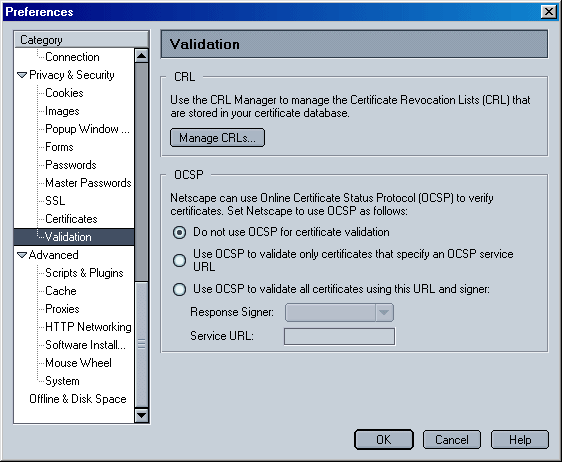 Preferences
Category
Connection
Privacy & Security
Cookies
Images
Popup Window ...
Forms
Passwords
Master Passwords
SSL
Certificates
Validation
Advanced
Scripts & Plugins
Cache
Proxies
HTTP Networking
Software Install...
Mouse Wheel
System
Offline & Disk Space
Validation
CRL
Use the CRL Manager to manage the Certificate Revocation Lists (CRL) that
are stored in your certificate database.
Manage CRLs...
OCSP
Netscape can use Online Certificate Status Protocol (OCSP) to verify
certificates. Set Netscape to use OCSP as follows:
Do not use OCSP for certificate validation
Use OCSP to validate only certificates that specify an OCSP service
URL
Use OCSP to validate all certificates using this URL and signer:
Response Signer:
Service URL:
OK
Cancel
Help